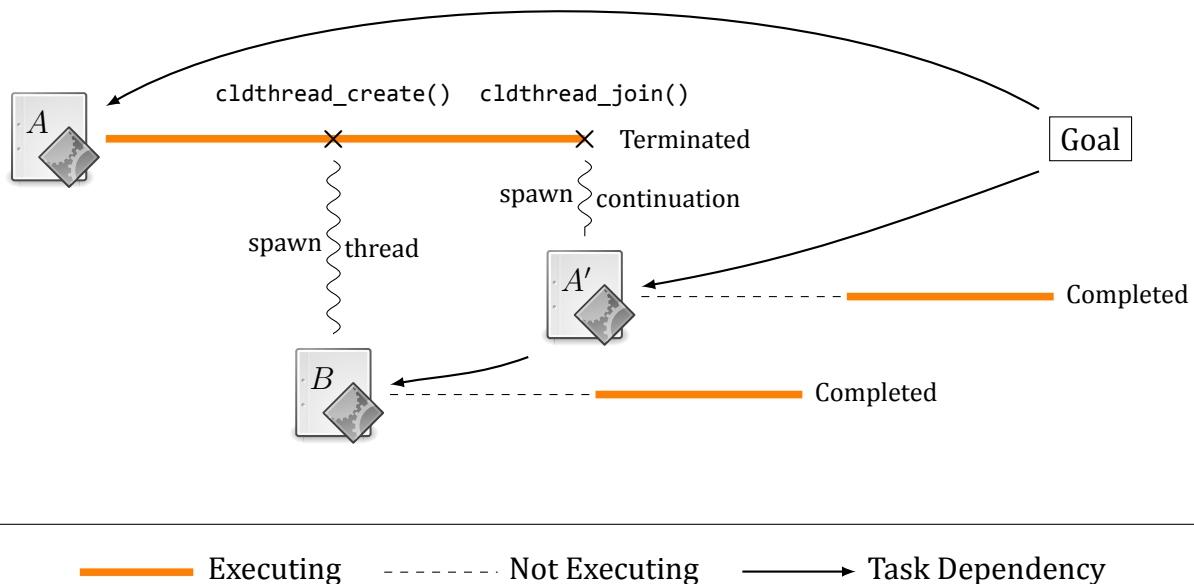 cldthread_create() cldthread_join()
A Terminated Goal
spawn continuation
spawn thread
A′ Completed
B Completed
Executing Not Executing Task Dependency